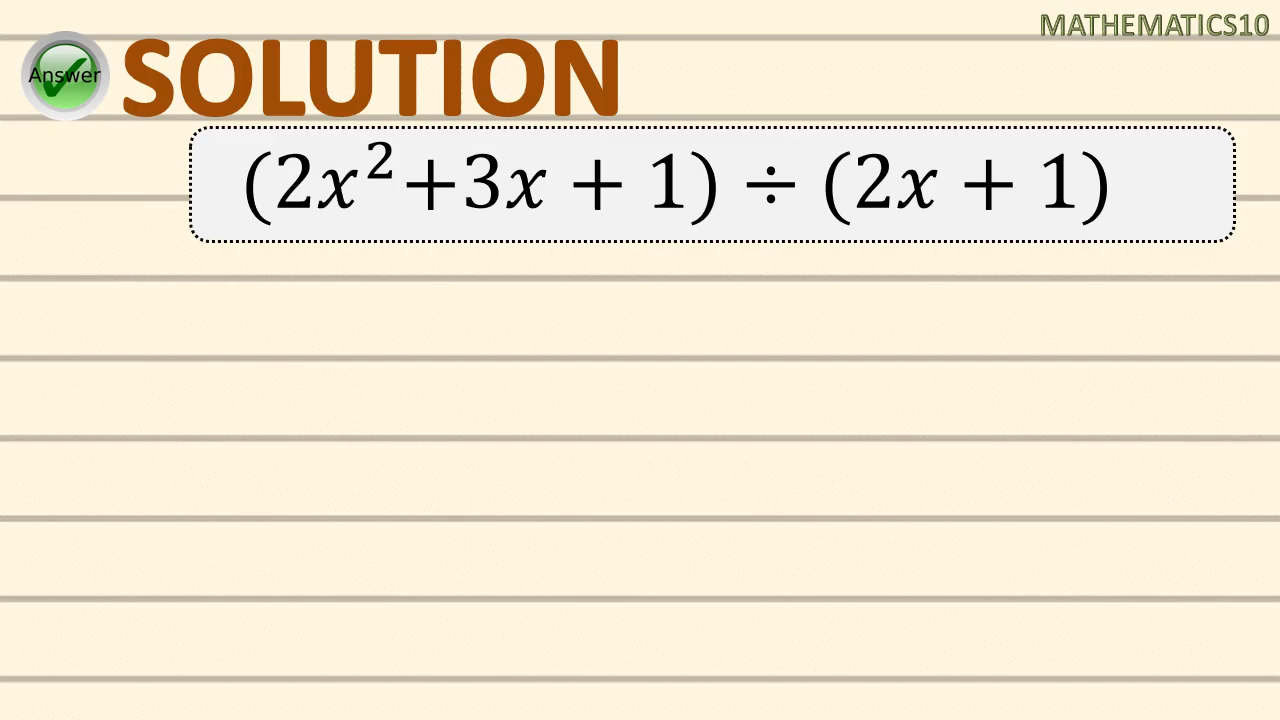 MATHEMATICS10
Answer SOLUTION
(2x²+3x + 1) ÷ (2x + 1)